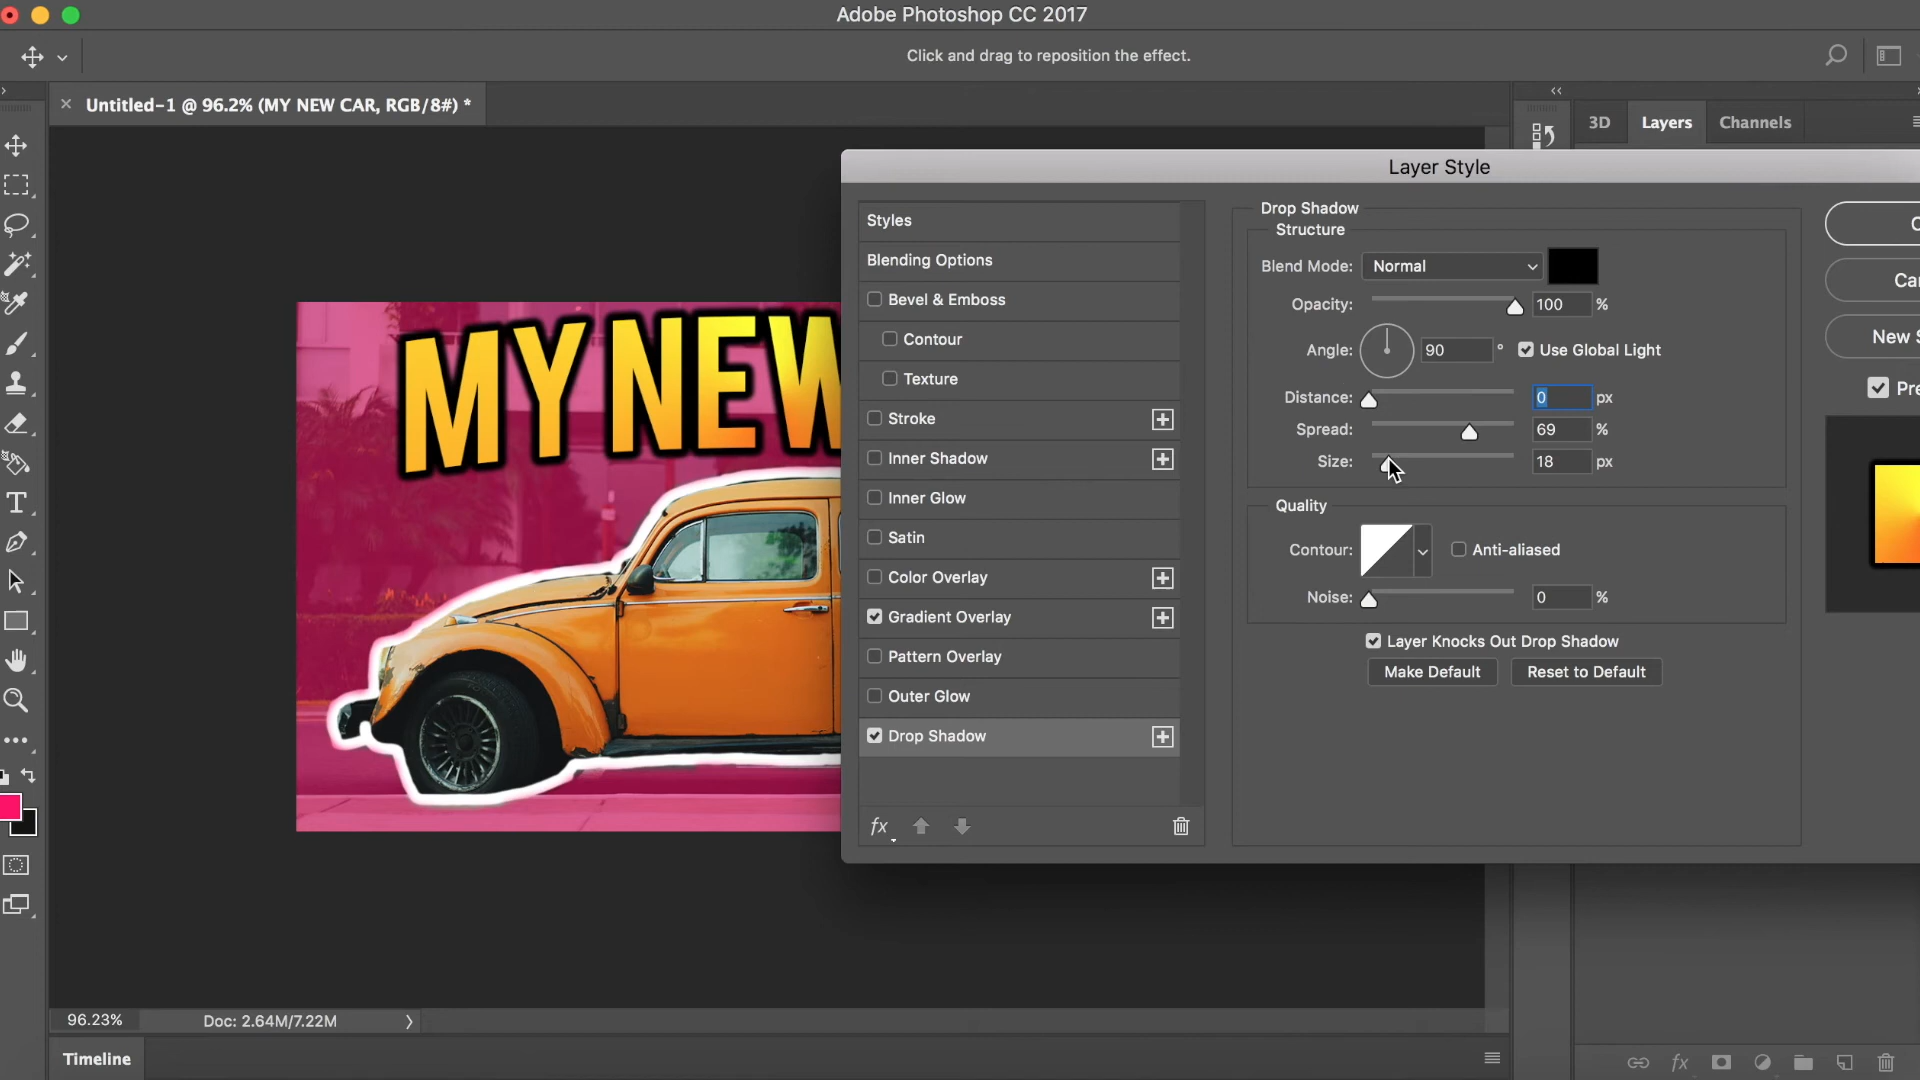 Adobe Photoshop CC 2017
Click and drag to reposition the effect.
Untitled-1 @ 96.2% (MY NEW CAR, RGB/8#) *
3D
Layers
Channels
Layer Style
Styles
Blending Options
Bevel & Emboss
Contour
Texture
Stroke
Inner Shadow
Inner Glow
Satin
Color Overlay
Gradient Overlay
Pattern Overlay
Outer Glow
Drop Shadow
fx
Drop Shadow
Structure
Blend Mode: Normal
Opacity: 100 %
Angle: 90 ° Use Global Light
Distance: 0 px
Spread: 69 %
Size: 18 px
Quality
Contour: Anti-aliased
Noise: 0 %
Layer Knocks Out Drop Shadow
Make Default
Reset to Default
New
MY NEW
96.23%
Doc: 2.64M/7.22M
Timeline
fx